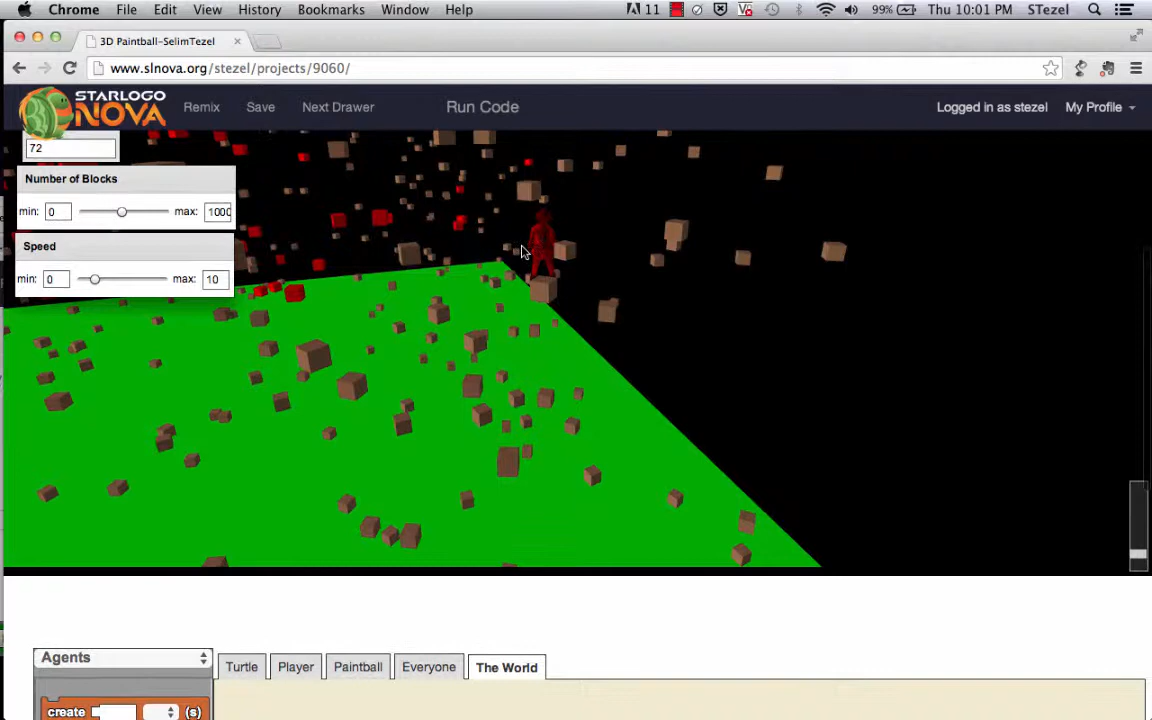 Chrome File Edit View History Bookmarks Window Help 11 99% Thu 10:01 PM STezel
3D Paintball-SelimTezel
www.slnova.org/stezel/projects/9060/
STARLOGO NOVA Remix Save Next Drawer Run Code Logged in as stezel My Profile
72
Number of Blocks
min: 0 max: 1000
Speed
min: 0 max: 10
Agents Turtle Player Paintball Everyone The World
create (s)